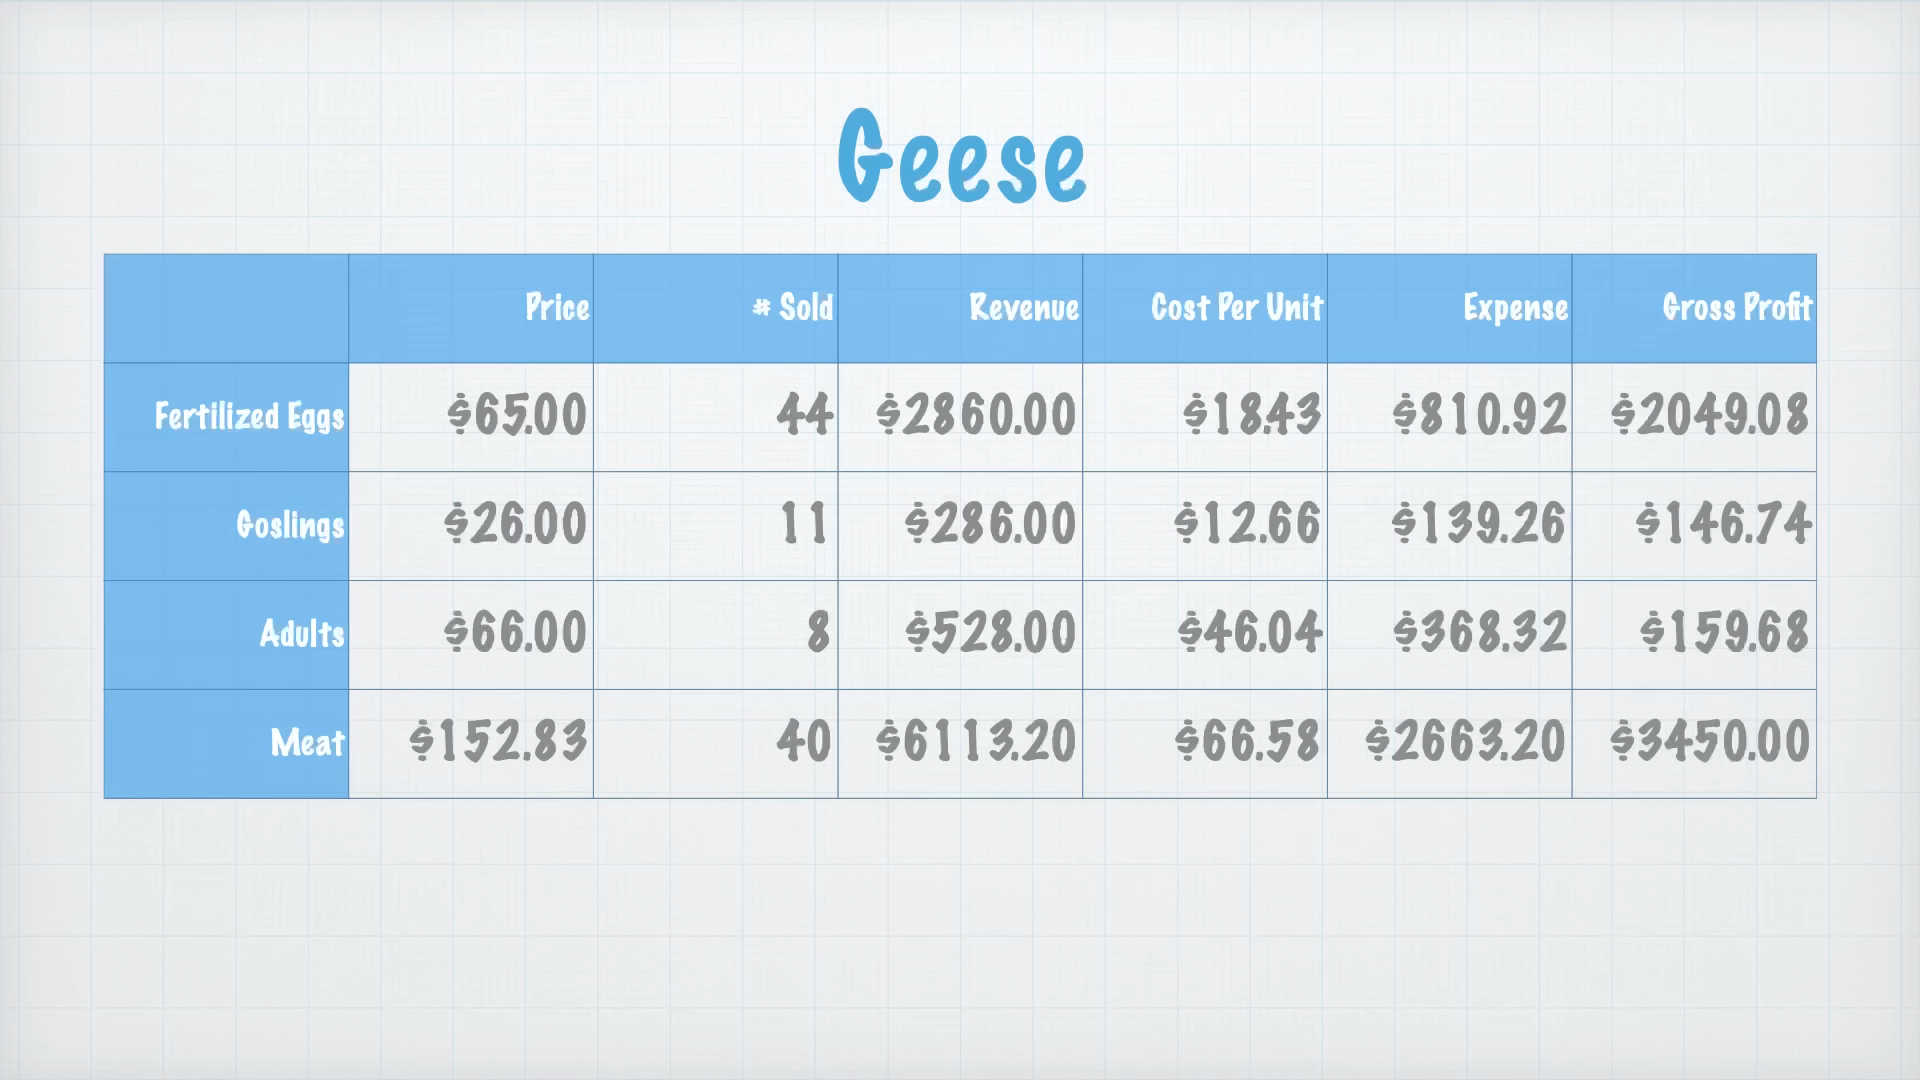 Geese
Price # Sold Revenue Cost Per Unit Expense Gross Profit
Fertilized Eggs $65.00 44 $2860.00 $18.43 $810.92 $2049.08
Goslings $26.00 11 $286.00 $12.66 $139.26 $146.74
Adults $66.00 8 $528.00 $46.04 $368.32 $159.68
Meat $152.83 40 $6113.20 $66.58 $2663.20 $3450.00